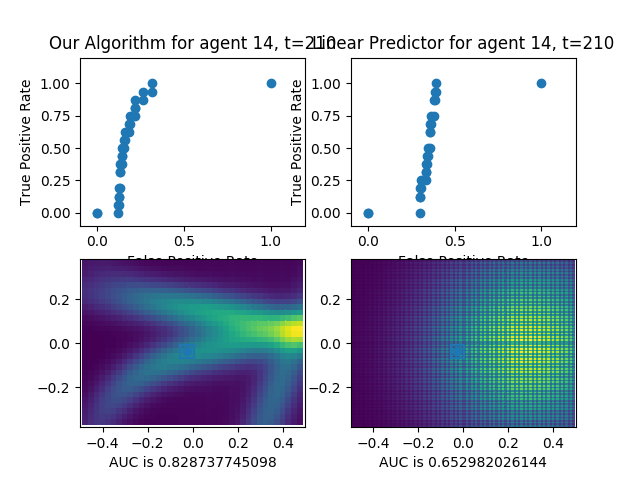 Our Algorithm for agent 14, t=210
Linear Predictor for agent 14, t=210
True Positive Rate
1.00
0.75
0.50
0.25
0.00
0.0 0.5 1.0
False Positive Rate
True Positive Rate
1.00
0.75
0.50
0.25
0.00
0.0 0.5 1.0
False Positive Rate
0.2
0.0
−0.2
−0.4 −0.2 0.0 0.2 0.4
AUC is 0.828737745098
0.2
0.0
−0.2
−0.4 −0.2 0.0 0.2 0.4
AUC is 0.652982026144